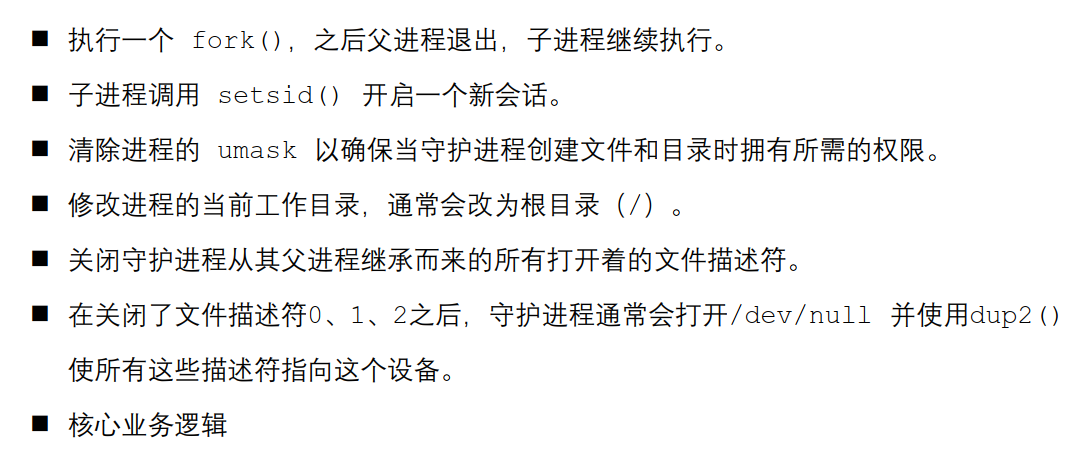 ■ 执行一个 fork(), 之后父进程退出, 子进程继续执行。
■ 子进程调用 setsid() 开启一个新会话。
■ 清除进程的 umask 以确保当守护进程创建文件和目录时拥有所需的权限。
■ 修改进程的当前工作目录, 通常会改为根目录（/）。
■ 关闭守护进程从其父进程继承而来的所有打开着的文件描述符。
■ 在关闭了文件描述符0、1、2之后, 守护进程通常会打开/dev/null 并使用dup2()
使所有这些描述符指向这个设备。
■ 核心业务逻辑